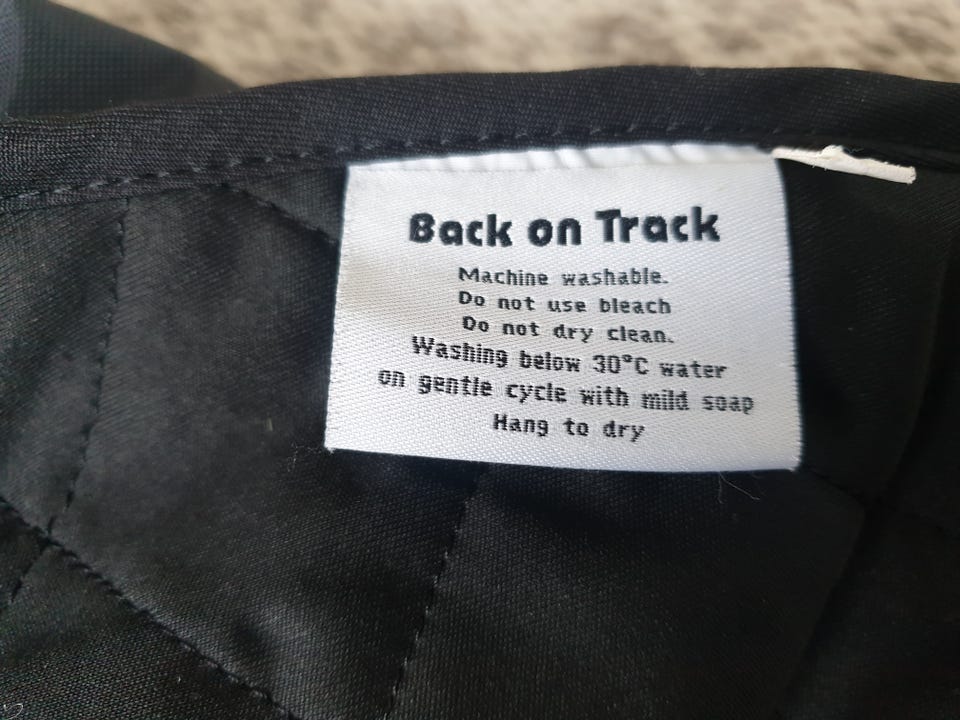 Back on Track
Machine washable.
Do not use bleach
Do not dry clean.
Washing below 30°C water
on gentle cycle with mild soap
Hang to dry